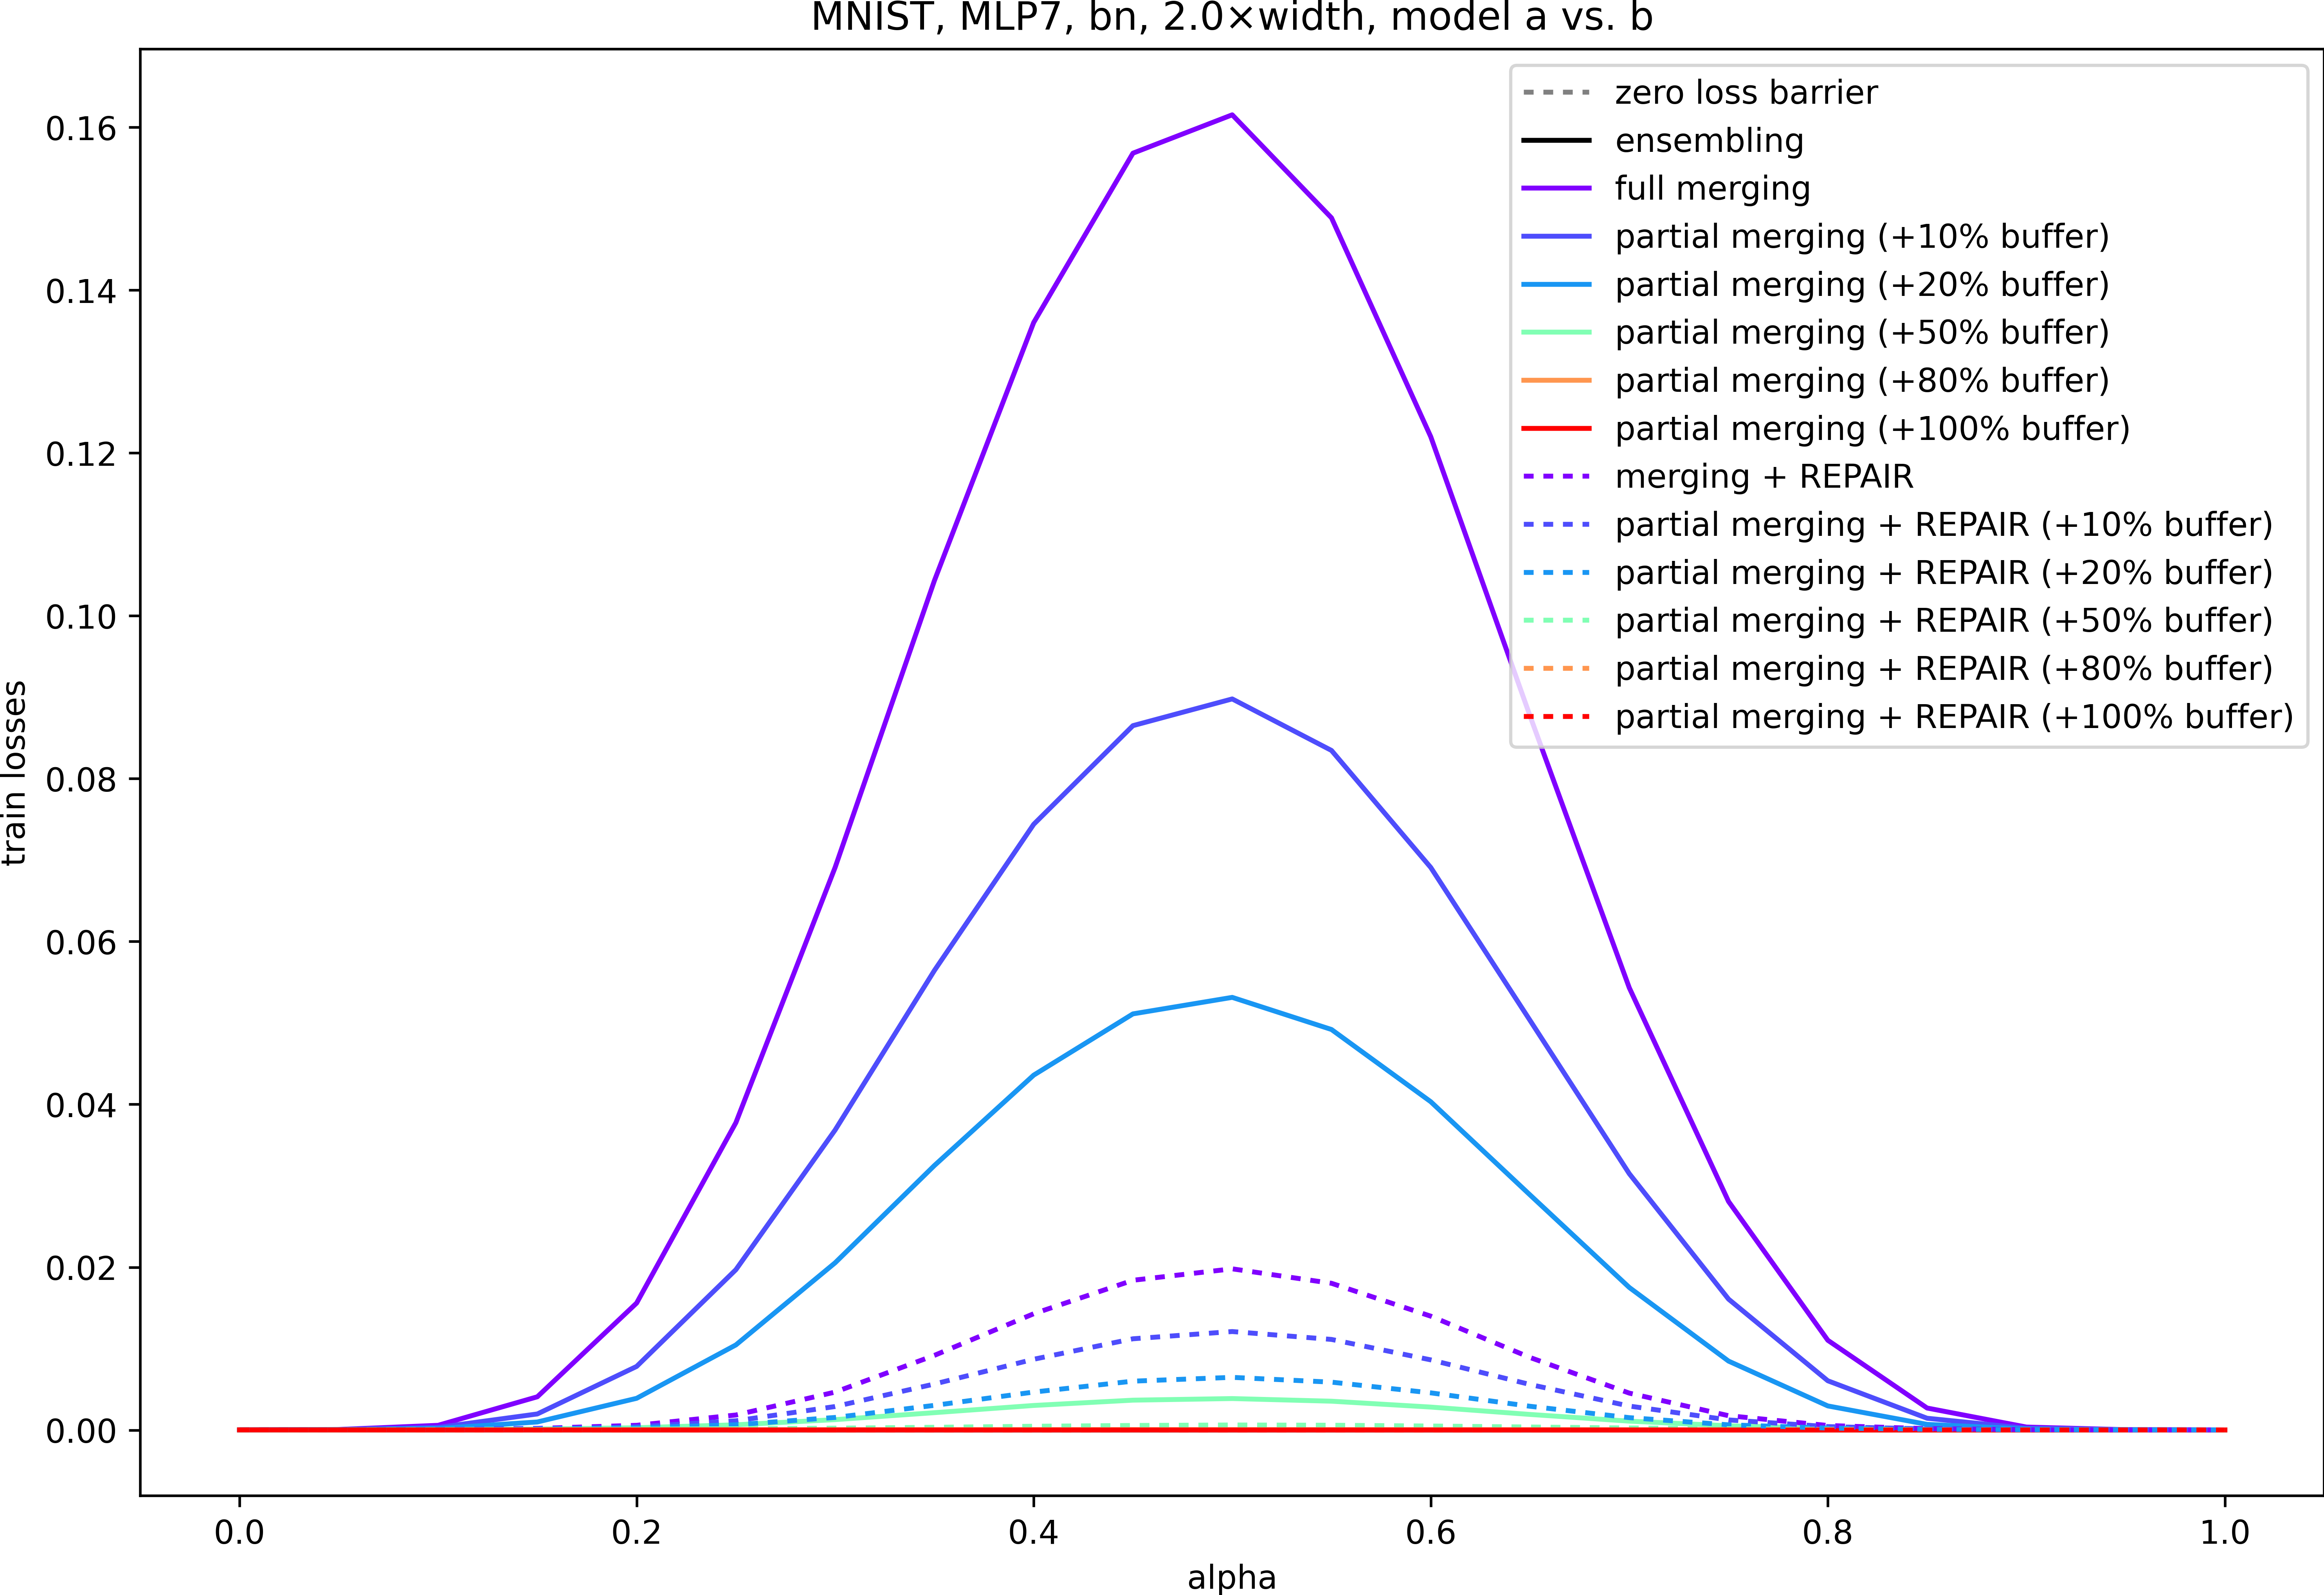 MNIST, MLP7, bn, 2.0×width, model a vs. b
zero loss barrier
ensembling
full merging
partial merging (+10% buffer)
partial merging (+20% buffer)
partial merging (+50% buffer)
partial merging (+80% buffer)
partial merging (+100% buffer)
merging + REPAIR
partial merging + REPAIR (+10% buffer)
partial merging + REPAIR (+20% buffer)
partial merging + REPAIR (+50% buffer)
partial merging + REPAIR (+80% buffer)
partial merging + REPAIR (+100% buffer)
train losses
0.16
0.14
0.12
0.10
0.08
0.06
0.04
0.02
0.00
0.0 0.2 0.4 0.6 0.8 1.0
alpha